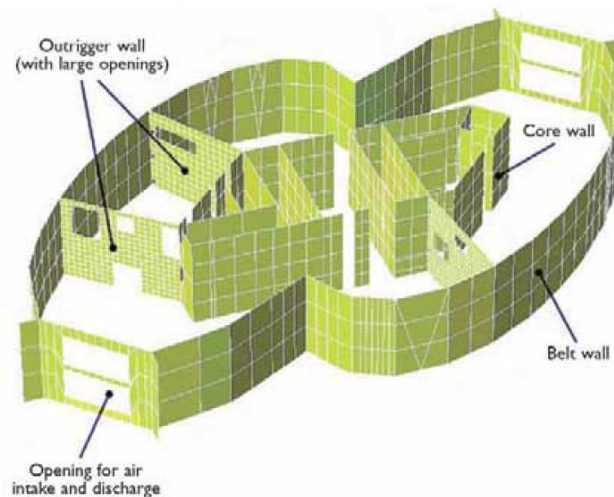 Outrigger wall
(with large openings)
Core wall
Belt wall
Opening for air
intake and discharge